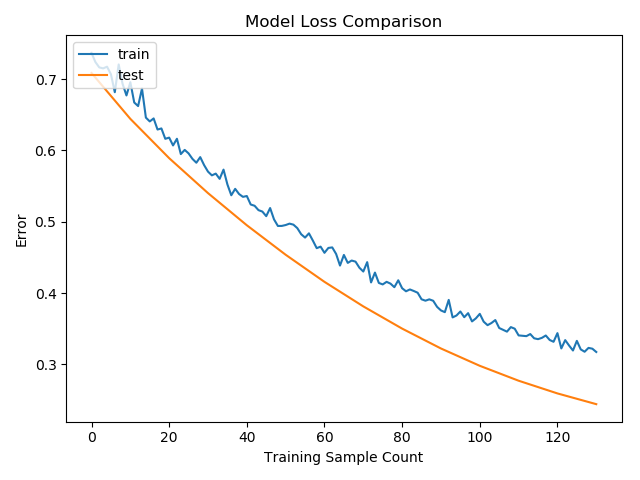 Model Loss Comparison
train
test
0.7
0.6
0.5
0.4
0.3
Error
0 20 40 60 80 100 120
Training Sample Count